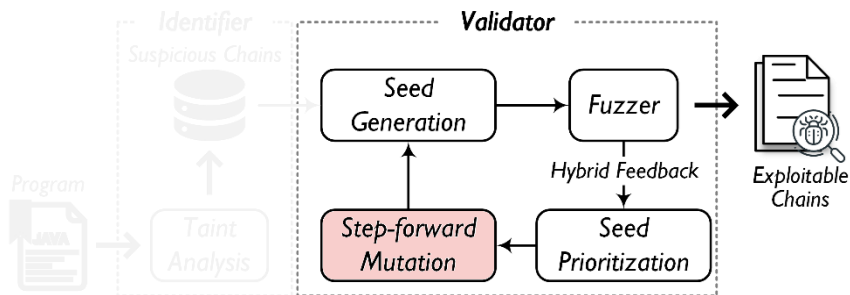 Identifier
Validator
Suspicious Chains
Seed
Generation
Fuzzer
Hybrid Feedback
Exploitable
Chains
Program
JAVA
Taint
Analysis
Step-forward
Mutation
Seed
Prioritization